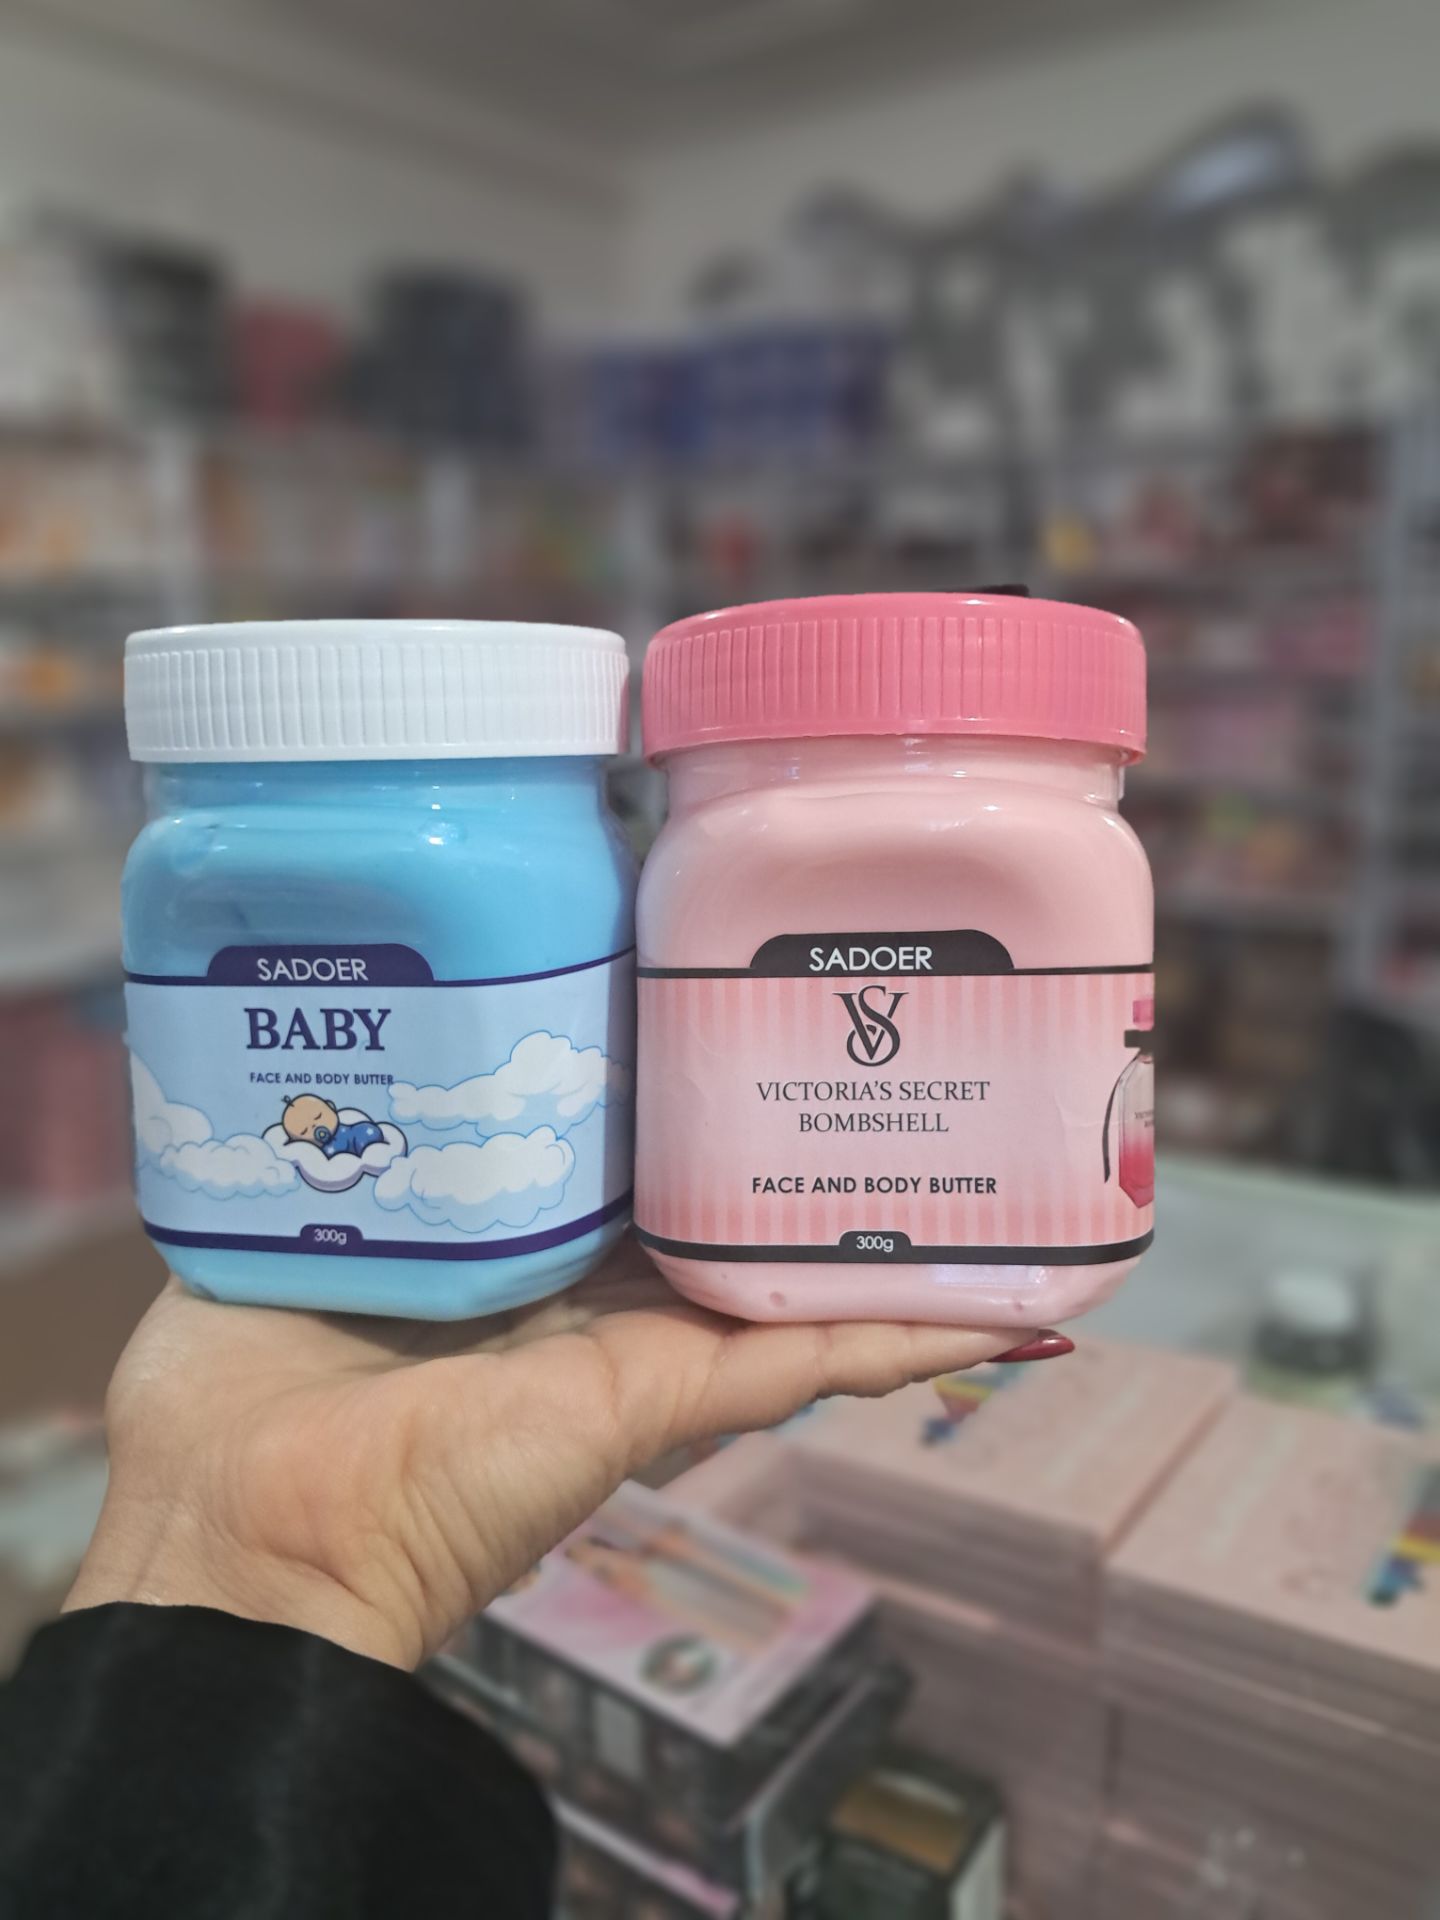 SADOER
BABY
FACE AND BODY BUTTER
300g
SADOER
VS
VICTORIA'S SECRET
BOMBSHELL
FACE AND BODY BUTTER
300g